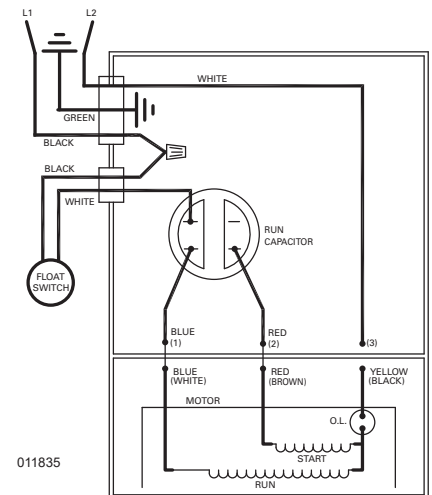 L1
L2
WHITE
GREEN
BLACK
BLACK
WHITE
FLOAT
SWITCH
RUN
CAPACITOR
BLUE
(1)
RED
(2)
(3)
BLUE
(WHITE)
RED
(BROWN)
YELLOW
(BLACK)
MOTOR
O.L.
START
RUN
011835